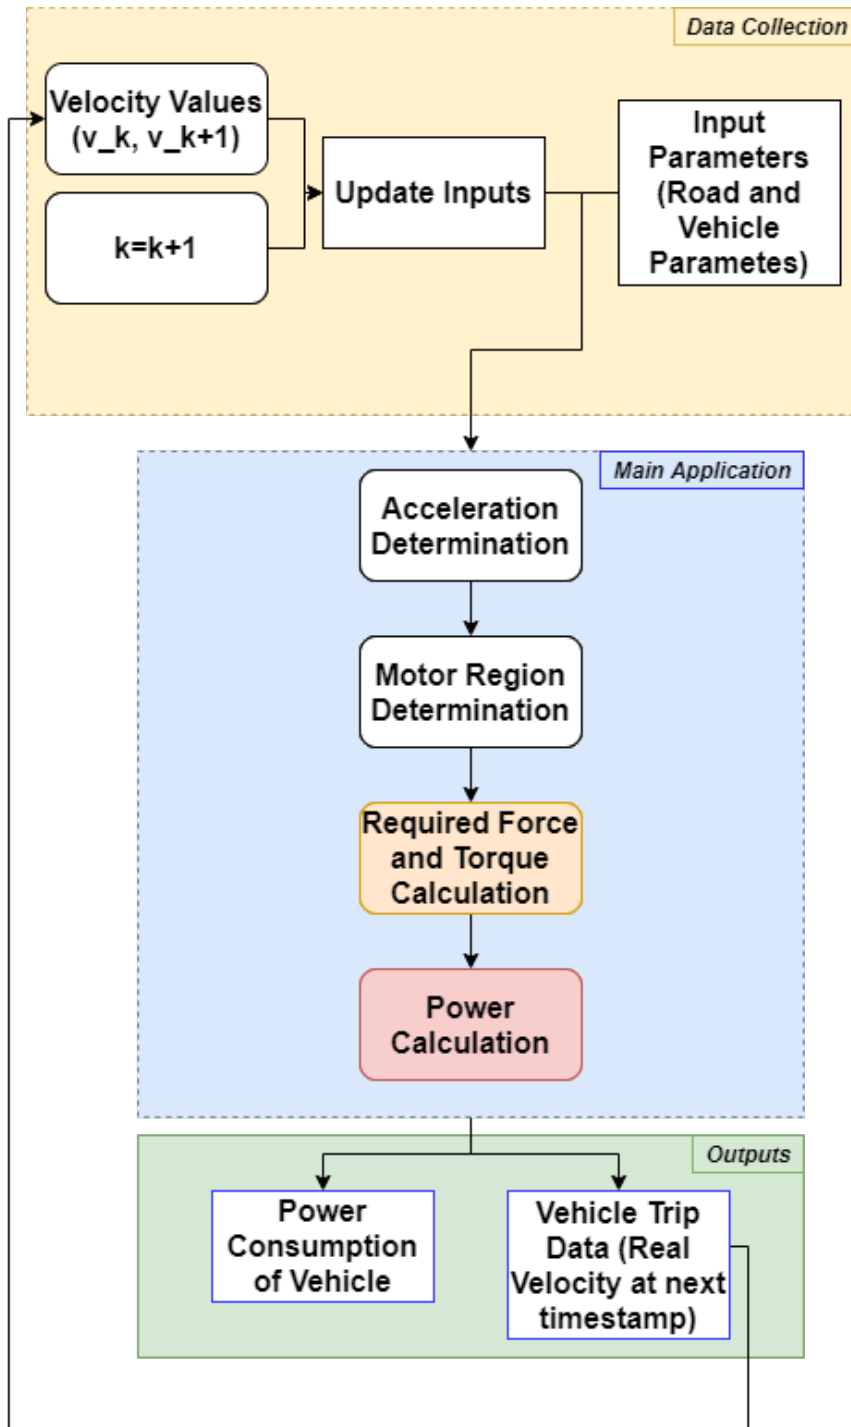 Data Collection
Velocity Values
(v_k, v_k+1)
k=k+1
Update Inputs
Input
Parameters
(Road and
Vehicle
Parametes)
Main Application
Acceleration
Determination
Motor Region
Determination
Required Force
and Torque
Calculation
Power
Calculation
Outputs
Power
Consumption
of Vehicle
Vehicle Trip
Data (Real
Velocity at next
timestamp)